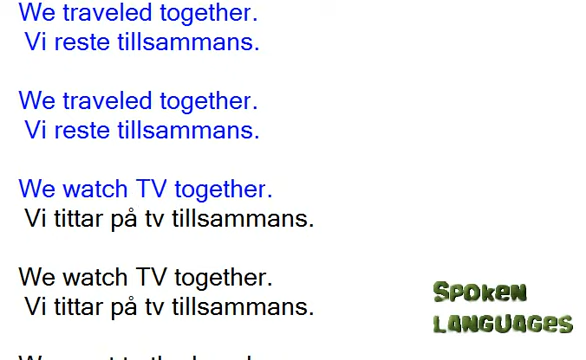 We traveled together.
Vi reste tillsammans.
We traveled together.
Vi reste tillsammans.
We watch TV together.
Vi tittar på tv tillsammans.
We watch TV together.
Vi tittar på tv tillsammans.
Spoken
Languages